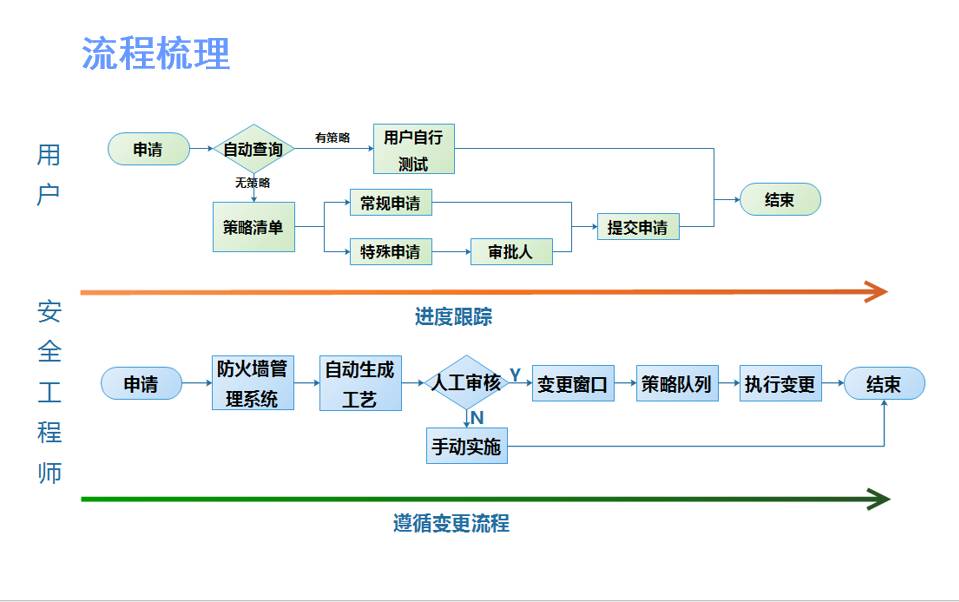 流程梳理
用
户
申请
自动查询
有策略
用户自行
测试
无策略
策略清单
常规申请
特殊申请
审批人
提交申请
结束
进度跟踪
安
全
工
程
师
申请
防火墙管
理系统
自动生成
工艺
人工审核
Y
N
变更窗口
策略队列
执行变更
结束
手动实施
遵循变更流程